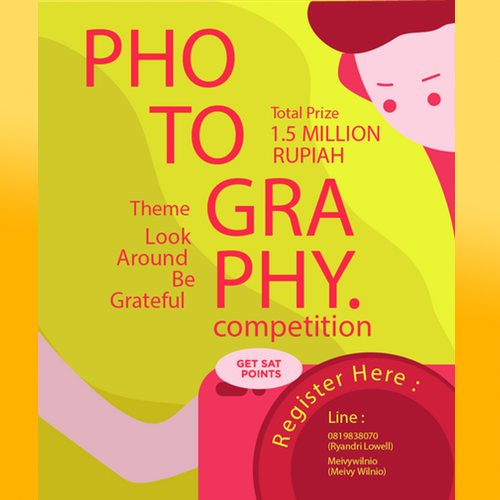 PHO
TO
GRA
PHY.
competition
Total Prize
1.5 MILLION
RUPIAH
Theme
Look
Around
Be
Grateful
GET SAT
POINTS
Register Here :
Line :
0819838070
(Ryandri Lowell)
Meivywilnio
(Meivy Wilnio)